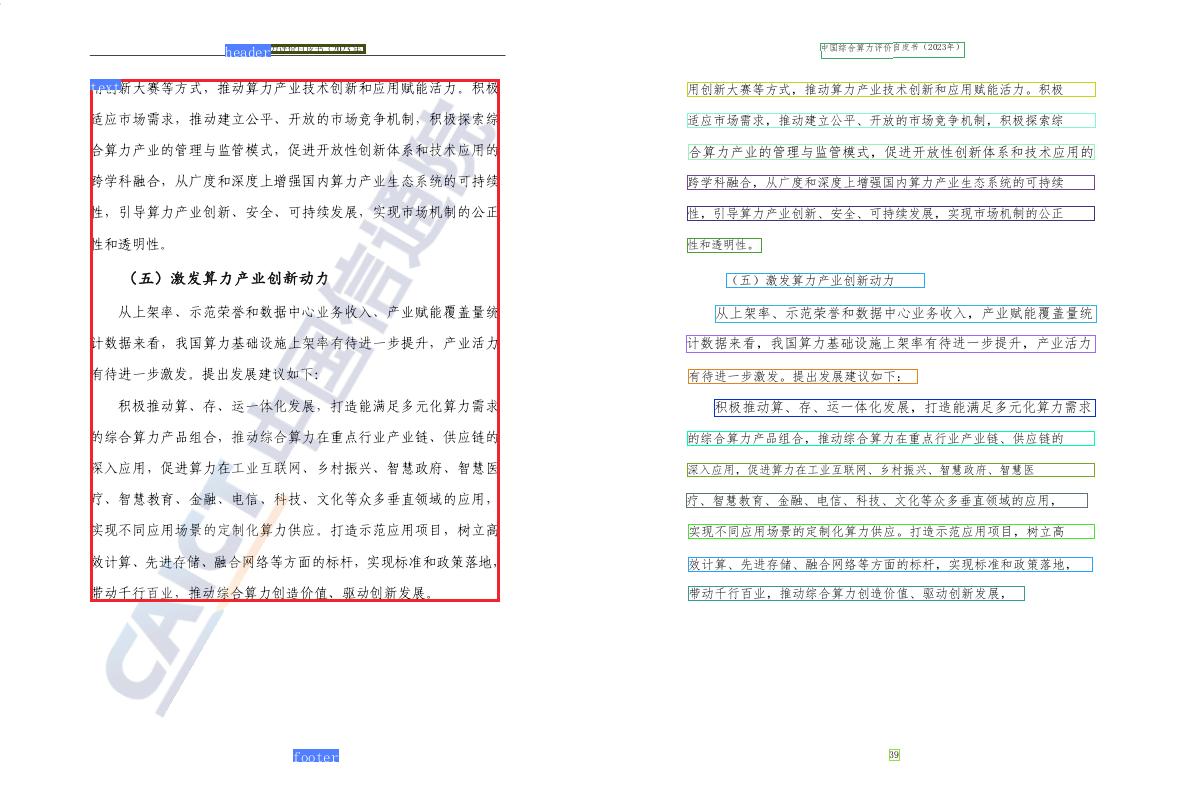 header
text
用创新大赛等方式，推动算力产业技术创新和应用赋能活力。积极
适应市场需求，推动建立公平、开放的市场竞争机制，积极探索综
合算力产业的管理与监管模式，促进开放性创新体系和技术应用的
跨学科融合，从广度和深度上增强国内算力产业生态系统的可持续
性，引导算力产业创新、安全、可持续发展，实现市场机制的公正
性和透明性。
（五）激发算力产业创新动力
从上架率、示范荣誉和数据中心业务收入、产业赋能覆盖量统
计数据来看，我国算力基础设施上架率有待进一步提升，产业活力
有待进一步激发。提出发展建议如下：
积极推动算、存、运一体化发展，打造能满足多元化算力需求
的综合算力产品组合，推动综合算力在重点行业产业链、供应链的
深入应用，促进算力在工业互联网、乡村振兴、智慧政府、智慧医
疗、智慧教育、金融、电信、科技、文化等众多垂直领域的应用，
实现不同应用场景的定制化算力供应。打造示范应用项目，树立高
效计算、先进存储、融合网络等方面的标杆，实现标准和政策落地，
带动千行百业，推动综合算力创造价值、驱动创新发展。
CAICT 中国信通院
footer
中国综合算力评价白皮书（2023年）
用创新大赛等方式，推动算力产业技术创新和应用赋能活力。积极
适应市场需求，推动建立公平、开放的市场竞争机制，积极探索综
合算力产业的管理与监管模式，促进开放性创新体系和技术应用的
跨学科融合，从广度和深度上增强国内算力产业生态系统的可持续
性，引导算力产业创新、安全、可持续发展，实现市场机制的公正
性和透明性。
（五）激发算力产业创新动力
从上架率、示范荣誉和数据中心业务收入，产业赋能覆盖量统
计数据来看，我国算力基础设施上架率有待进一步提升，产业活力
有待进一步激发。提出发展建议如下；
积极推动算、存、运一体化发展，打造能满足多元化算力需求
的综合算力产品组合，推动综合算力在重点行业产业链、供应链的
深入应用，促进算力在工业互联网、乡村振兴、智慧政府、智慧医
疗、智慧教育、金融、电信、科技、文化等众多垂直领域的应用，
实现不同应用场景的定制化算力供应。打造示范应用项目，树立高
效计算、先进存储、融合网络等方面的标杆，实现标准和政策落地，
带动千行百业，推动综合算力创造价值、驱动创新发展，
39